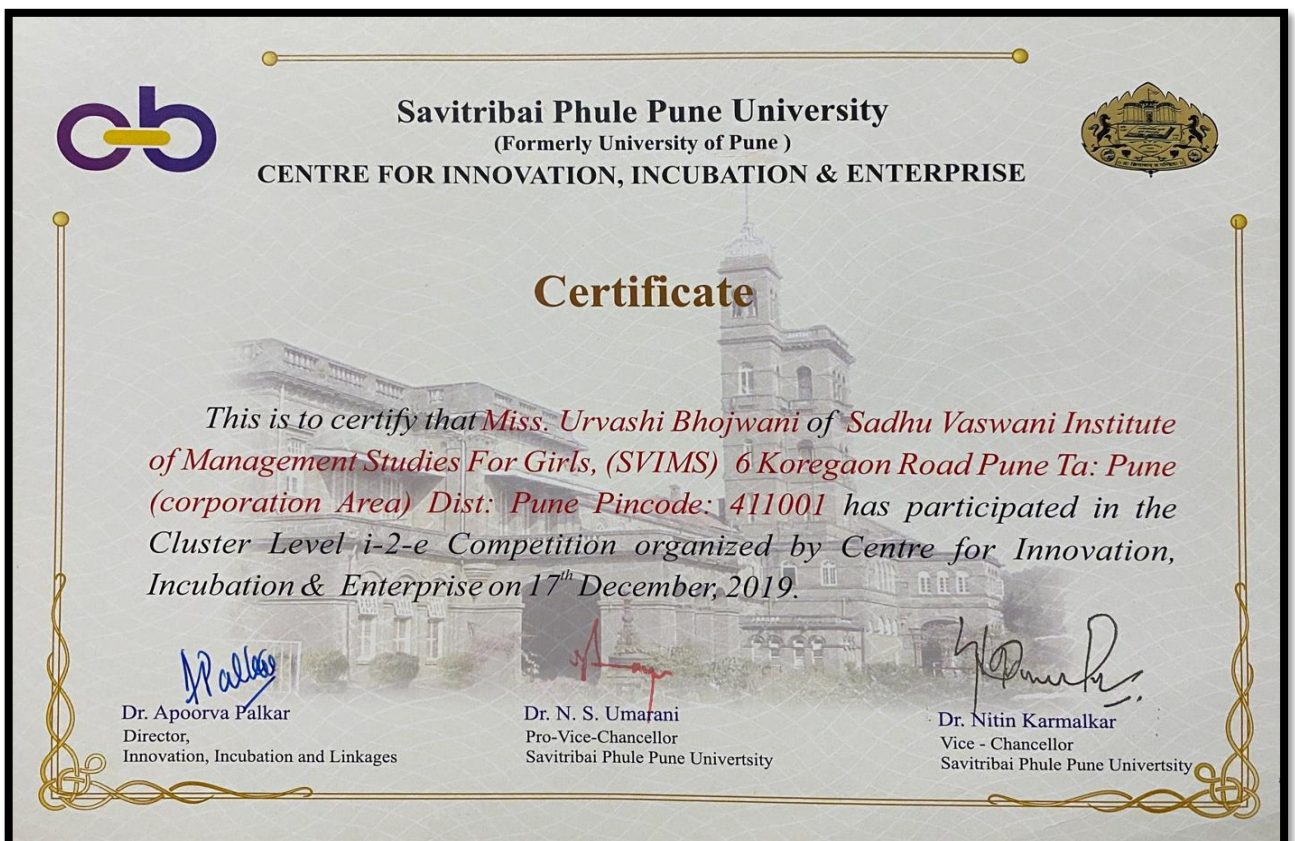 Savitribai Phule Pune University
(Formerly University of Pune )
CENTRE FOR INNOVATION, INCUBATION & ENTERPRISE
Certificate
This is to certify that Miss. Urvashi Bhojwani of Sadhu Vaswani Institute
of Management Studies For Girls, (SVIMS) 6 Koregaon Road Pune Ta: Pune
(corporation Area) Dist: Pune Pincode: 411001 has participated in the
Cluster Level i-2-e Competition organized by Centre for Innovation,
Incubation & Enterprise on 17th December, 2019.
APalkar
Dr. Apoorva Palkar
Director,
Innovation, Incubation and Linkages
Dr. N. S. Umarani
Pro-Vice-Chancellor
Savitribai Phule Pune Univertsity
Dr. Nitin Karmalkar
Vice - Chancellor
Savitribai Phule Pune Univertsity